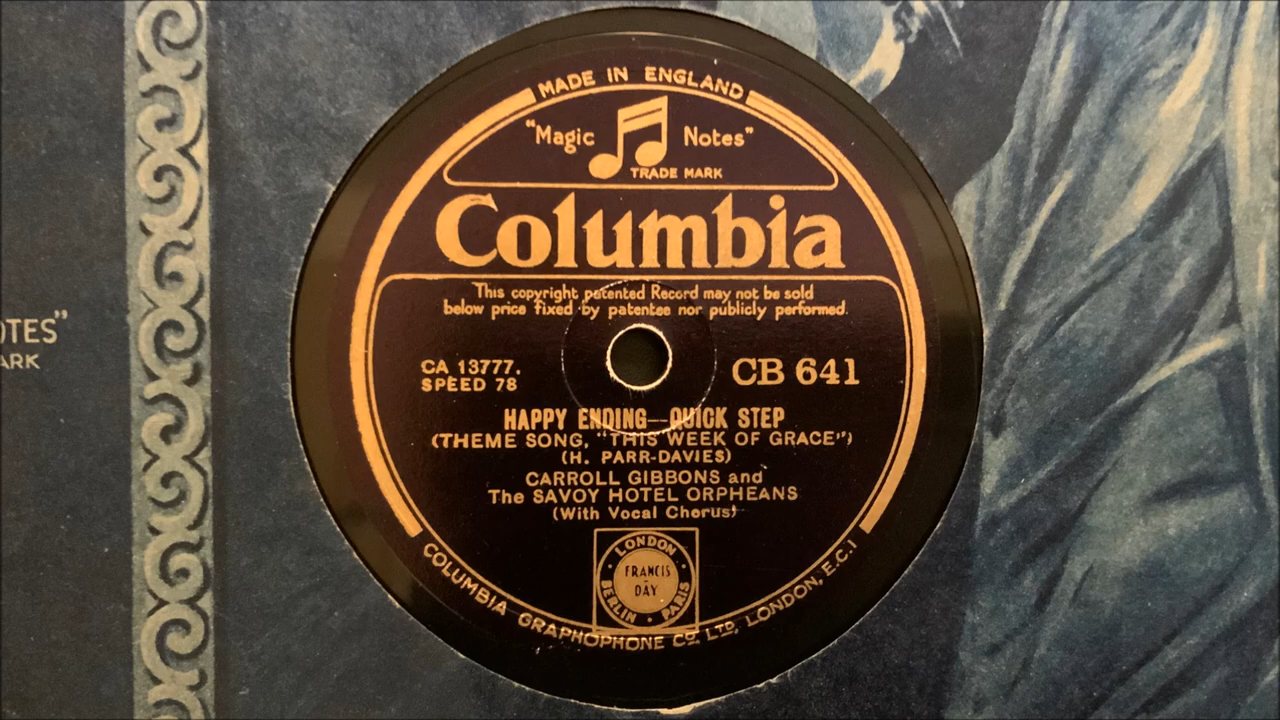 MADE IN ENGLAND
"Magic Notes"
TRADE MARK
Columbia
This copyright patented Record may not be sold
below price fixed by patentee nor publicly performed.
CA 13777.
SPEED 78
CB 641
HAPPY ENDING—QUICK STEP
(THEME SONG, "THIS WEEK OF GRACE")
(H. PARR-DAVIES)
CARROLL GIBBONS and
The SAVOY HOTEL ORPHEANS
(With Vocal Chorus)
LONDON
FRANCIS
DAY
BERLIN · PARIS
COLUMBIA GRAPHOPHONE CO. LTD, LONDON, E.C.1
OTES"
ARK